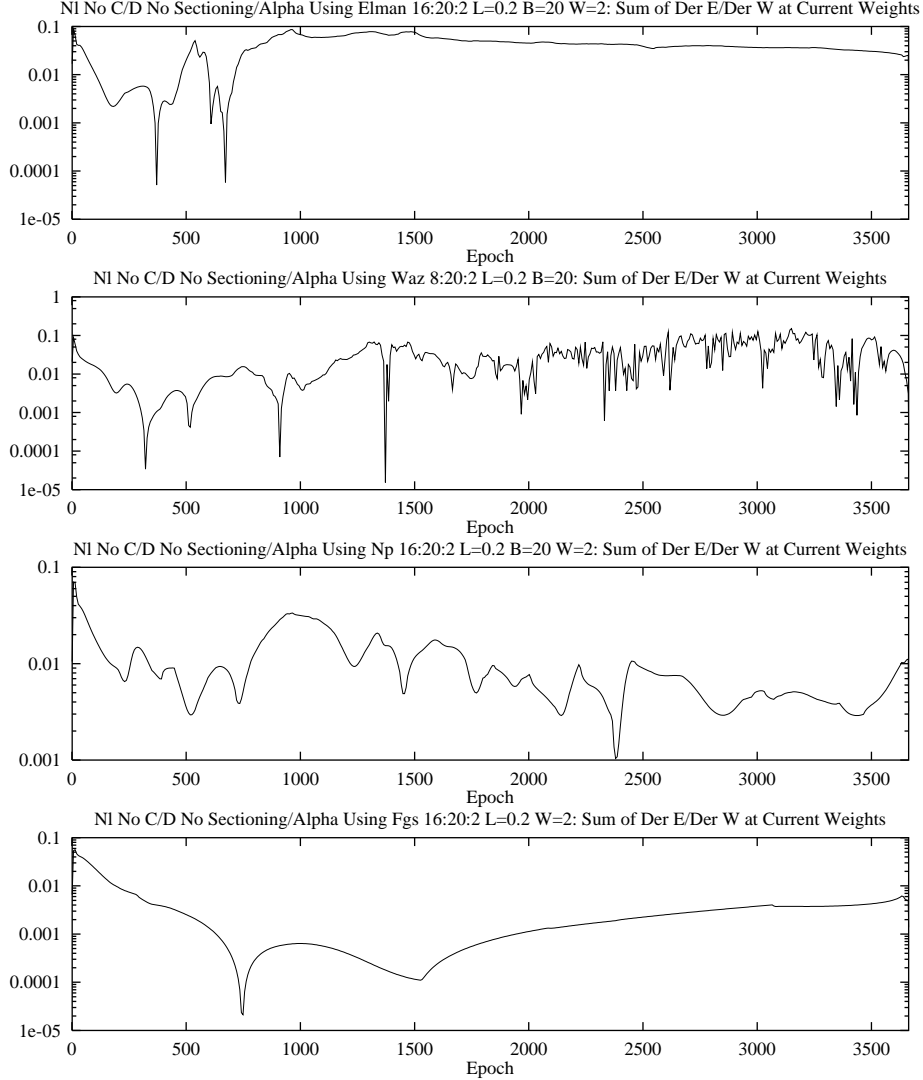 Nl No C/D No Sectioning/Alpha Using Elman 16:20:2 L=0.2 B=20 W=2: Sum of Der E/Der W at Current Weights
0.1
0.01
0.001
0.0001
1e-05
0 500 1000 1500 2000 2500 3000 3500
Epoch
Nl No C/D No Sectioning/Alpha Using Waz 8:20:2 L=0.2 B=20: Sum of Der E/Der W at Current Weights
1
0.1
0.01
0.001
0.0001
1e-05
0 500 1000 1500 2000 2500 3000 3500
Epoch
Nl No C/D No Sectioning/Alpha Using Np 16:20:2 L=0.2 B=20 W=2: Sum of Der E/Der W at Current Weights
0.1
0.01
0.001
0 500 1000 1500 2000 2500 3000 3500
Epoch
Nl No C/D No Sectioning/Alpha Using Fgs 16:20:2 L=0.2 W=2: Sum of Der E/Der W at Current Weights
0.1
0.01
0.001
0.0001
1e-05
0 500 1000 1500 2000 2500 3000 3500
Epoch